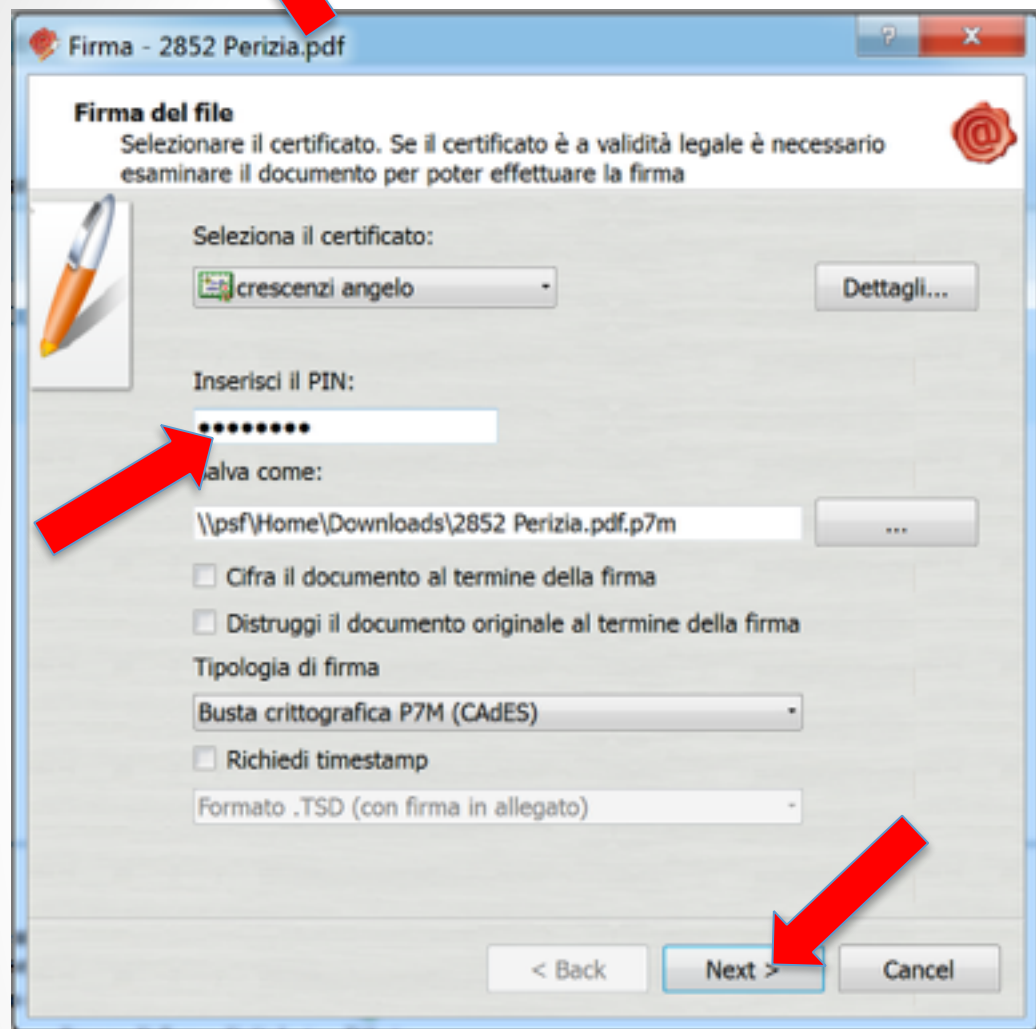 Firma - 2852 Perizia.pdf
Firma del file
Selezionare il certificato. Se il certificato è a validità legale è necessario
esaminare il documento per poter effettuare la firma
Seleziona il certificato:
crescenzi angelo
Dettagli...
Inserisci il PIN:
••••••••
alva come:
\\psf\Home\Downloads\2852 Perizia.pdf.p7m
...
Cifra il documento al termine della firma
Distruggi il documento originale al termine della firma
Tipologia di firma
Busta crittografica P7M (CAdES)
Richiedi timestamp
Formato .TSD (con firma in allegato)
< Back
Next >
Cancel